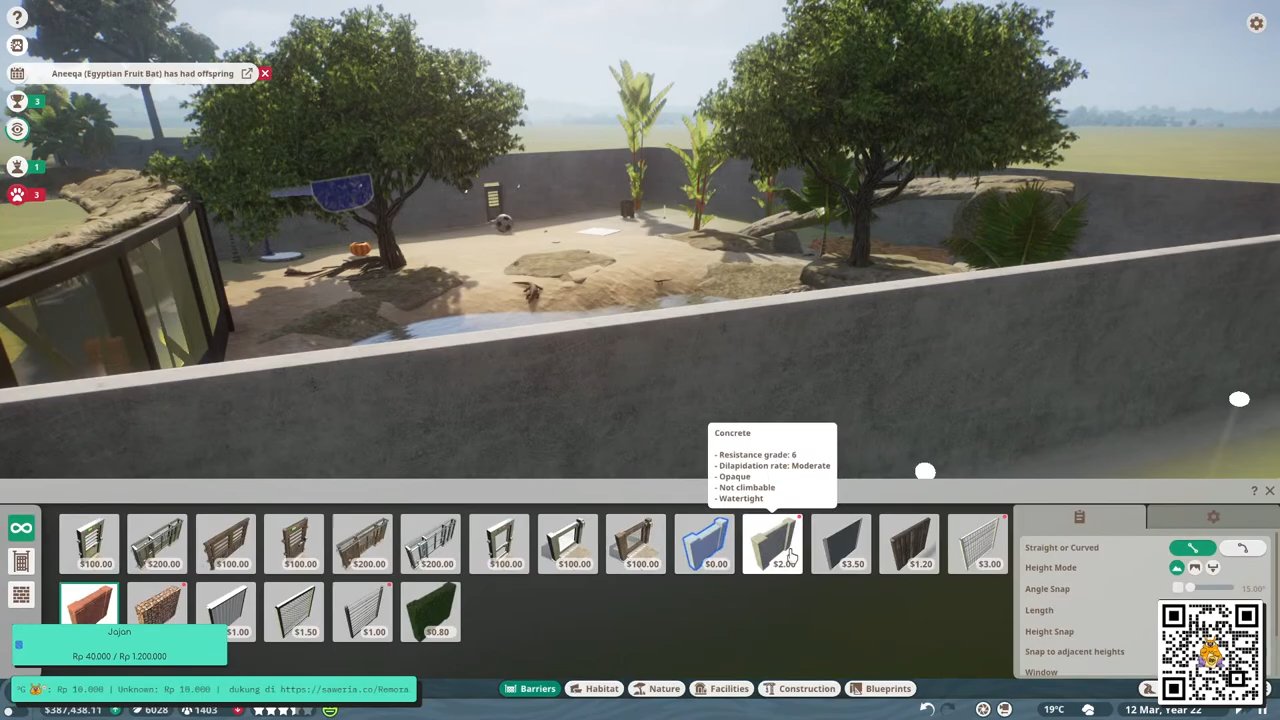 ?
Aneeqa (Egyptian Fruit Bat) has had offspring
3
1
3
Concrete
- Resistance grade: 6
- Dilapidation rate: Moderate
- Opaque
- Not climbable
- Watertight
?
$100.00
$200.00
$100.00
$100.00
$200.00
$200.00
$100.00
$100.00
$100.00
$0.00
$3.50
$1.20
$3.00
$1.00
$1.50
$1.00
$0.80
Straight or Curved
Height Mode
Angle Snap
15.00°
Length
Height Snap
Snap to adjacent heights
Window
Jajan
Rp 40.000 / Rp 1.200.000
: Rp 16.000 | Unknown: Rp 10.000 | dukung di https://saweria.co/Remora
Barriers
Habitat
Nature
Facilities
Construction
Blueprints
$387,438.11
6028
1403
19°C
12 Mar, Year 22